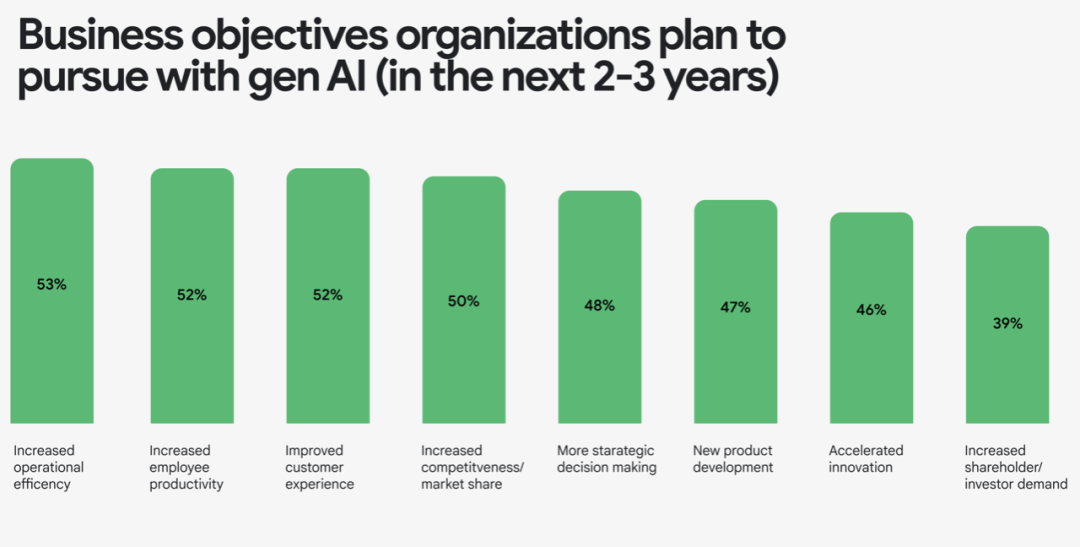 Business objectives organizations plan to
pursue with gen AI (in the next 2-3 years)
53%
52%
52%
50%
48%
47%
46%
39%
Increased
operational
efficency
Increased
employee
productivity
Improved
customer
experience
Increased
competitveness/
market share
More starategic
decision making
New product
development
Accelerated
innovation
Increased
shareholder/
investor demand